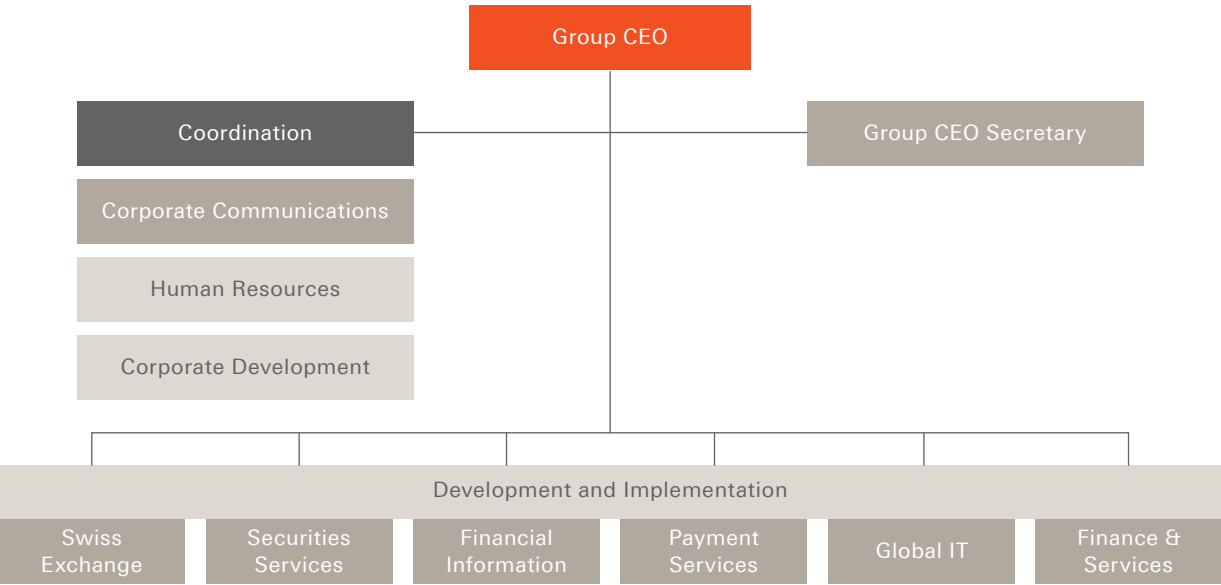 Group CEO
Coordination
Group CEO Secretary
Corporate Communications
Human Resources
Corporate Development
Development and Implementation
Swiss
Exchange
Securities
Services
Financial
Information
Payment
Services
Global IT
Finance &
Services